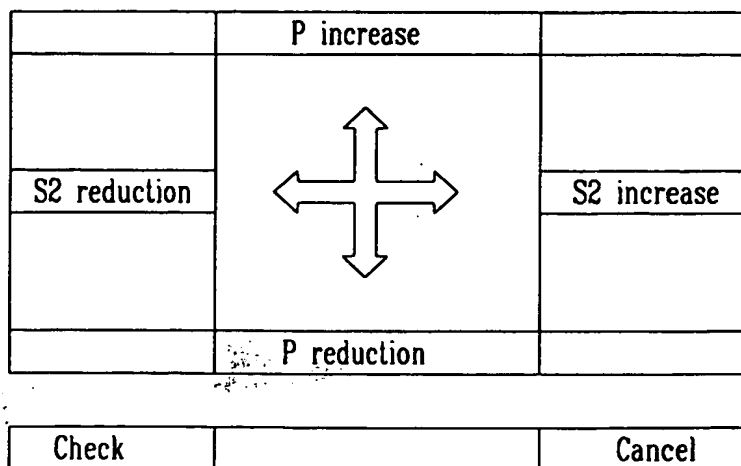 P increase
S2 reduction
S2 increase
P reduction
Check
Cancel